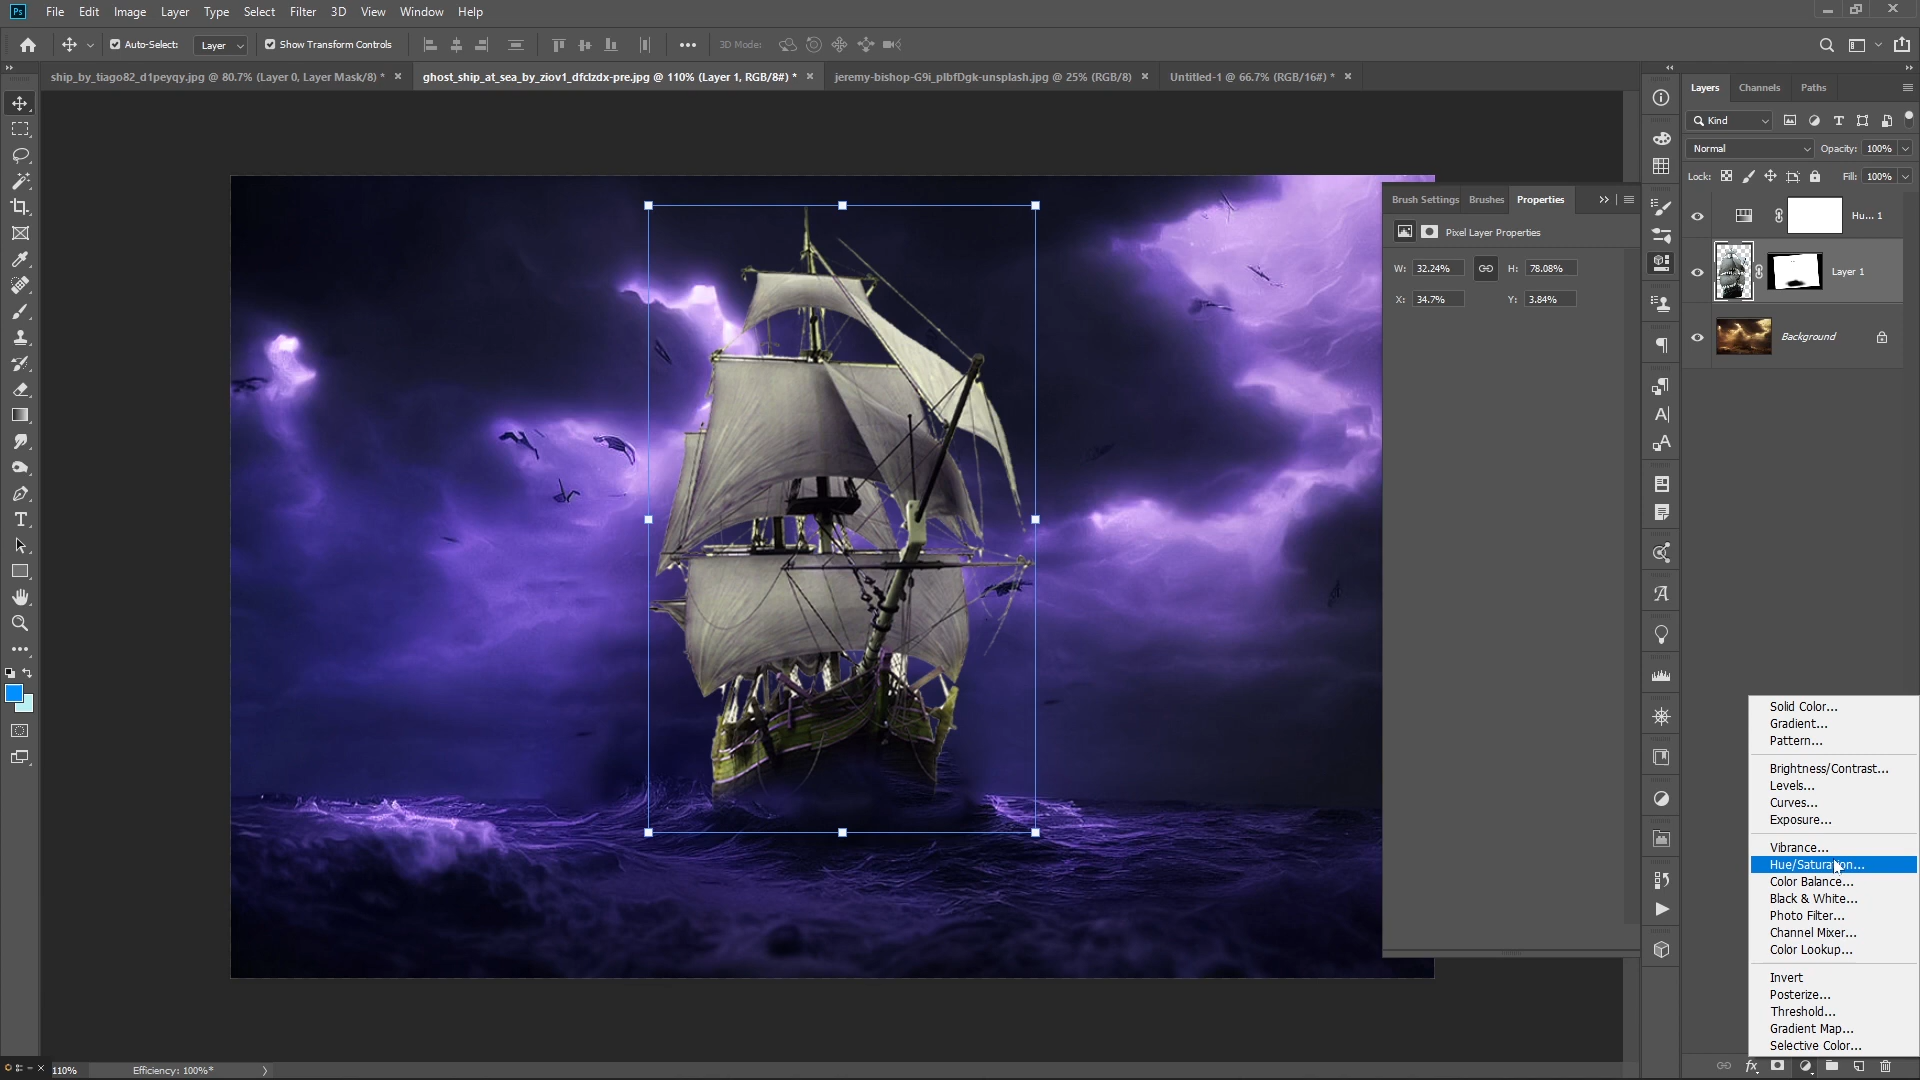 Ps File Edit Image Layer Type Select Filter 3D View Window Help
Auto-Select: Layer Show Transform Controls 3D Mode:
ship_by_tiago82_d1peyqy.jpg @ 80.7% (Layer 0, Layer Mask/8) * × ghost_ship_at_sea_by_ziov1_dfclzdx-pre.jpg @ 110% (Layer 1, RGB/8#) * × jeremy-bishop-G9i_plbfDgk-unsplash.jpg @ 25% (RGB/8) × Untitled-1 @ 66.7% (RGB/16#) * ×
Layers Channels Paths
Kind
Normal Opacity: 100%
Lock: Fill: 100%
Hu... 1
Layer 1
Background
Brush Settings Brushes Properties
Pixel Layer Properties
W: 32.24% H: 78.08%
X: 34.7% Y: 3.84%
Solid Color...
Gradient...
Pattern...
Brightness/Contrast...
Levels...
Curves...
Exposure...
Vibrance...
Hue/Saturation...
Color Balance...
Black & White...
Photo Filter...
Channel Mixer...
Color Lookup...
Invert
Posterize...
Threshold...
Gradient Map...
Selective Color...
110% Efficiency: 100%*